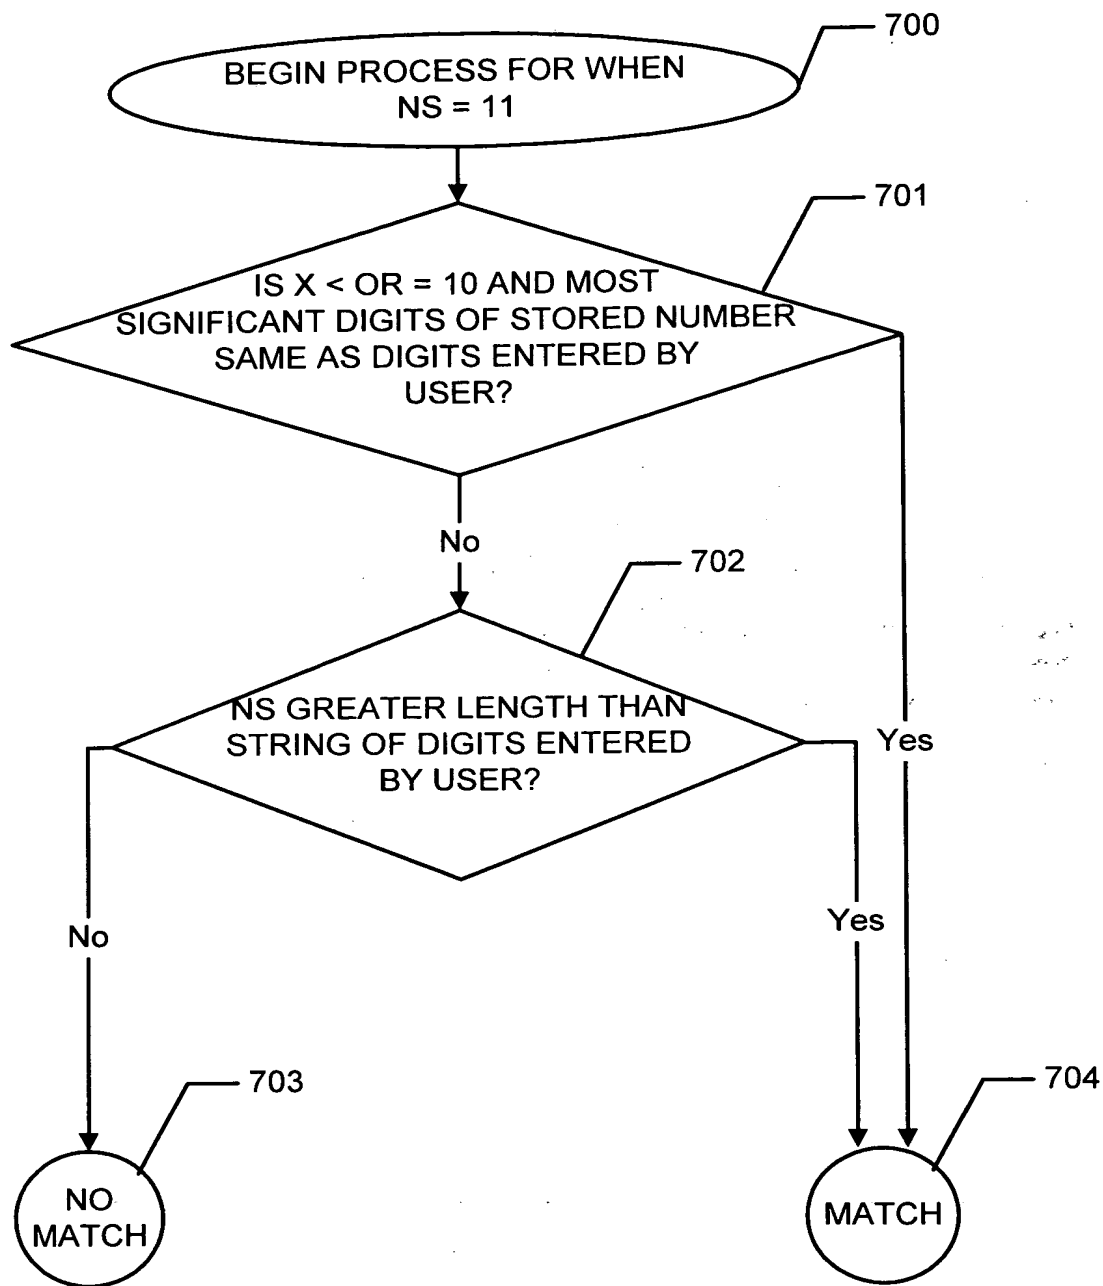 700
BEGIN PROCESS FOR WHEN
NS = 11
701
IS X < OR = 10 AND MOST
SIGNIFICANT DIGITS OF STORED NUMBER
SAME AS DIGITS ENTERED BY
USER?
No
702
NS GREATER LENGTH THAN
STRING OF DIGITS ENTERED
BY USER?
Yes
No
Yes
703
704
NO
MATCH
MATCH